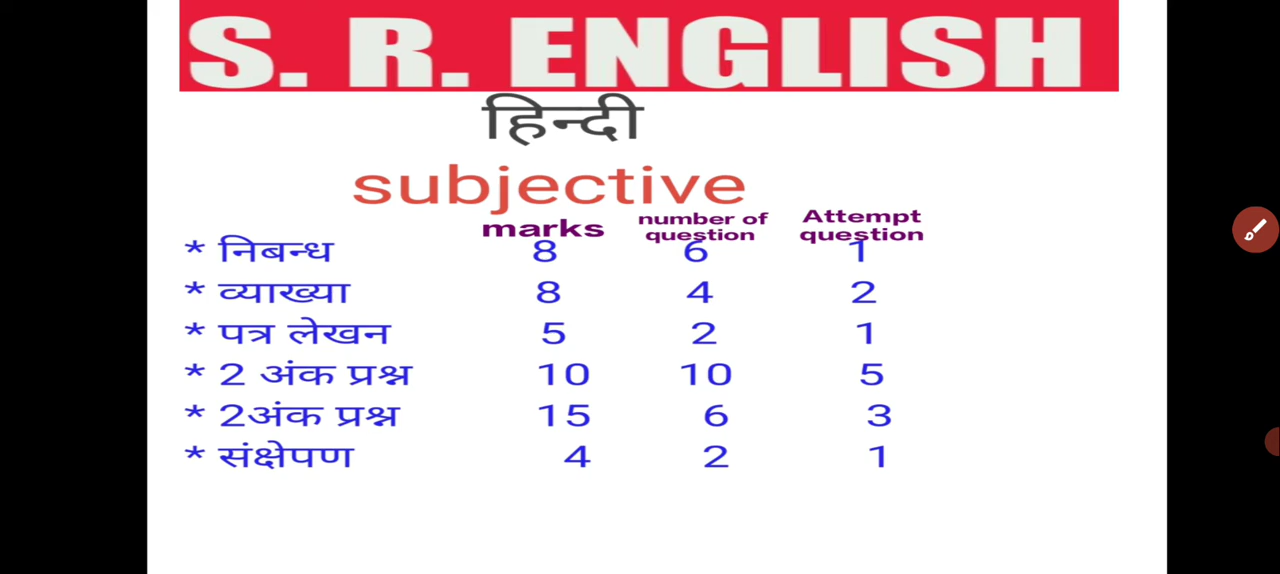 S. R. ENGLISH
हिन्दी
subjective
marks number of question Attempt question
* निबन्ध 8 6 1
* व्याख्या 8 4 2
* पत्र लेखन 5 2 1
* 2 अंक प्रश्न 10 10 5
* 2अंक प्रश्न 15 6 3
* संक्षेपण 4 2 1